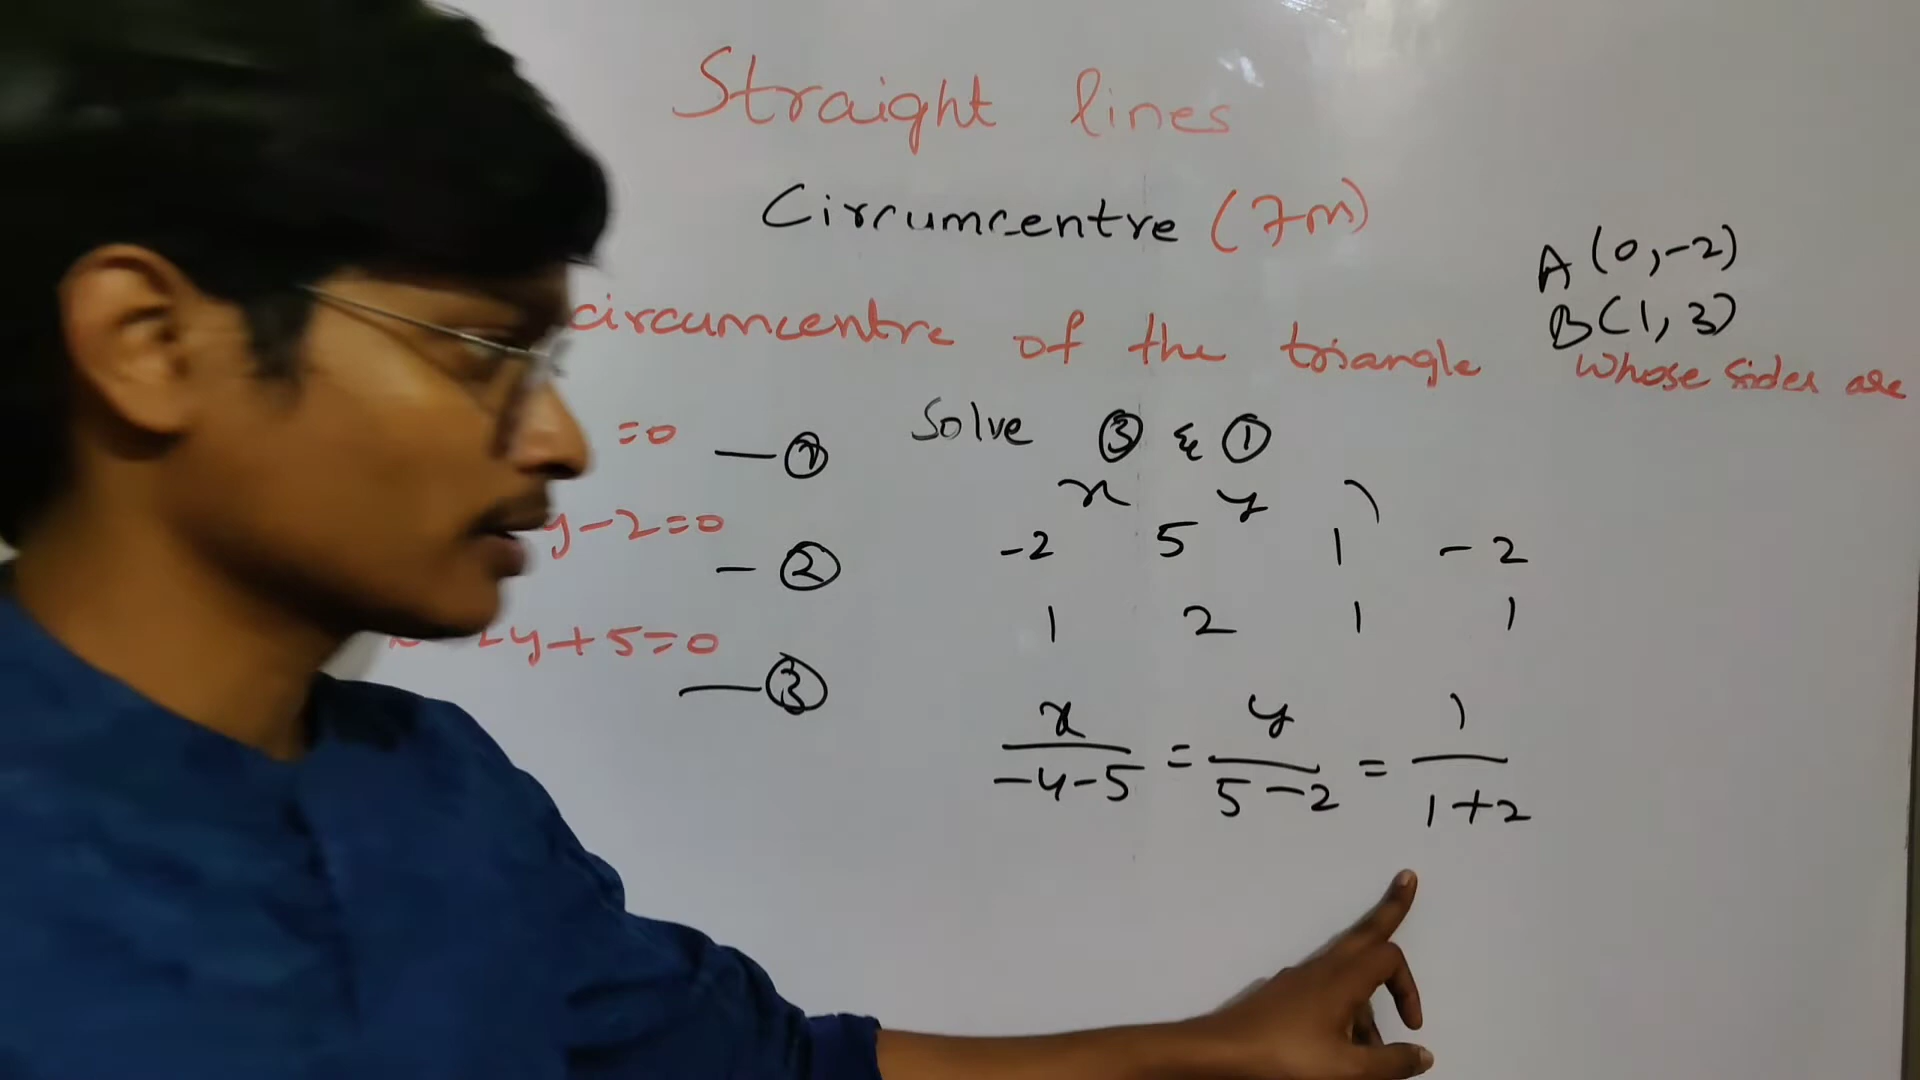 Straight lines
Circumcentre (7m)
A (0,-2)
B (1, 3)
circumcentre of the triangle whose sides are
=0 — ①
y-2=0 - ②
2y+5=0 — ③
Solve ③ & ①
x y 1
-2 5 1 -2
1 2 1 1
x/-4-5 = y/5-2 = 1/1+2